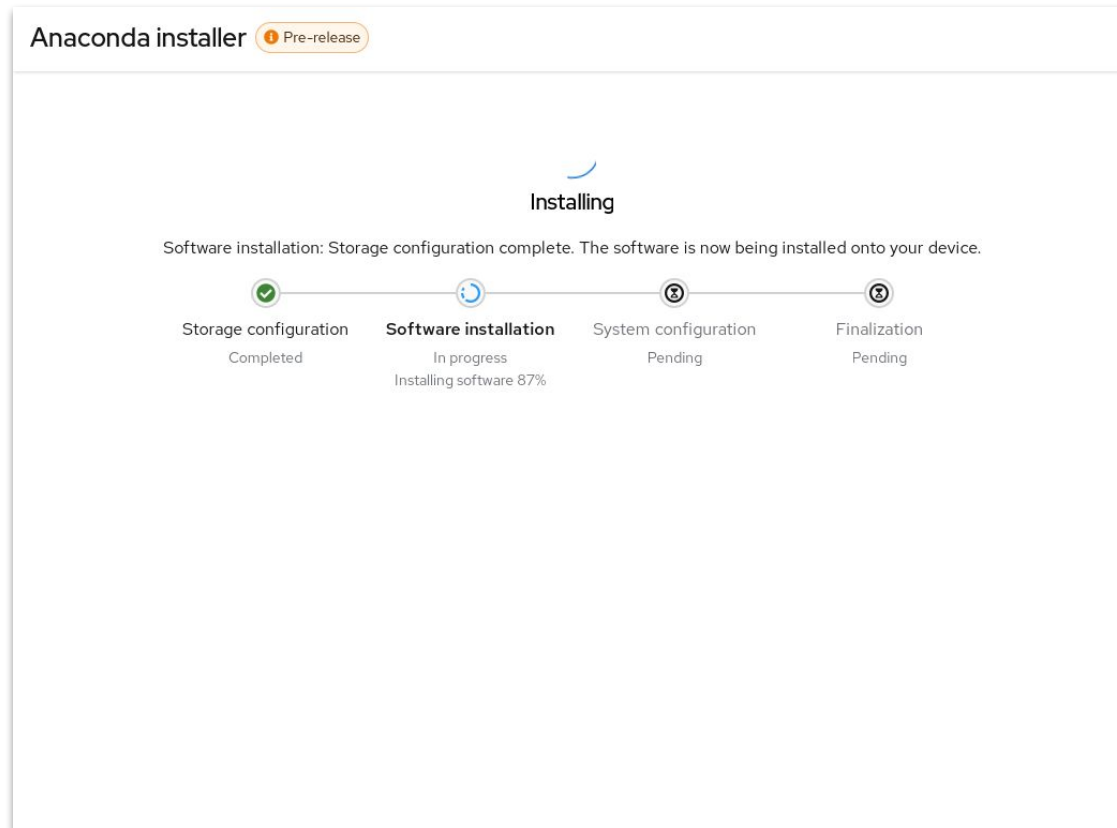 Anaconda installer Pre-release
Installing
Software installation: Storage configuration complete. The software is now being installed onto your device.
Storage configuration
Completed
Software installation
In progress
Installing software 87%
System configuration
Pending
Finalization
Pending